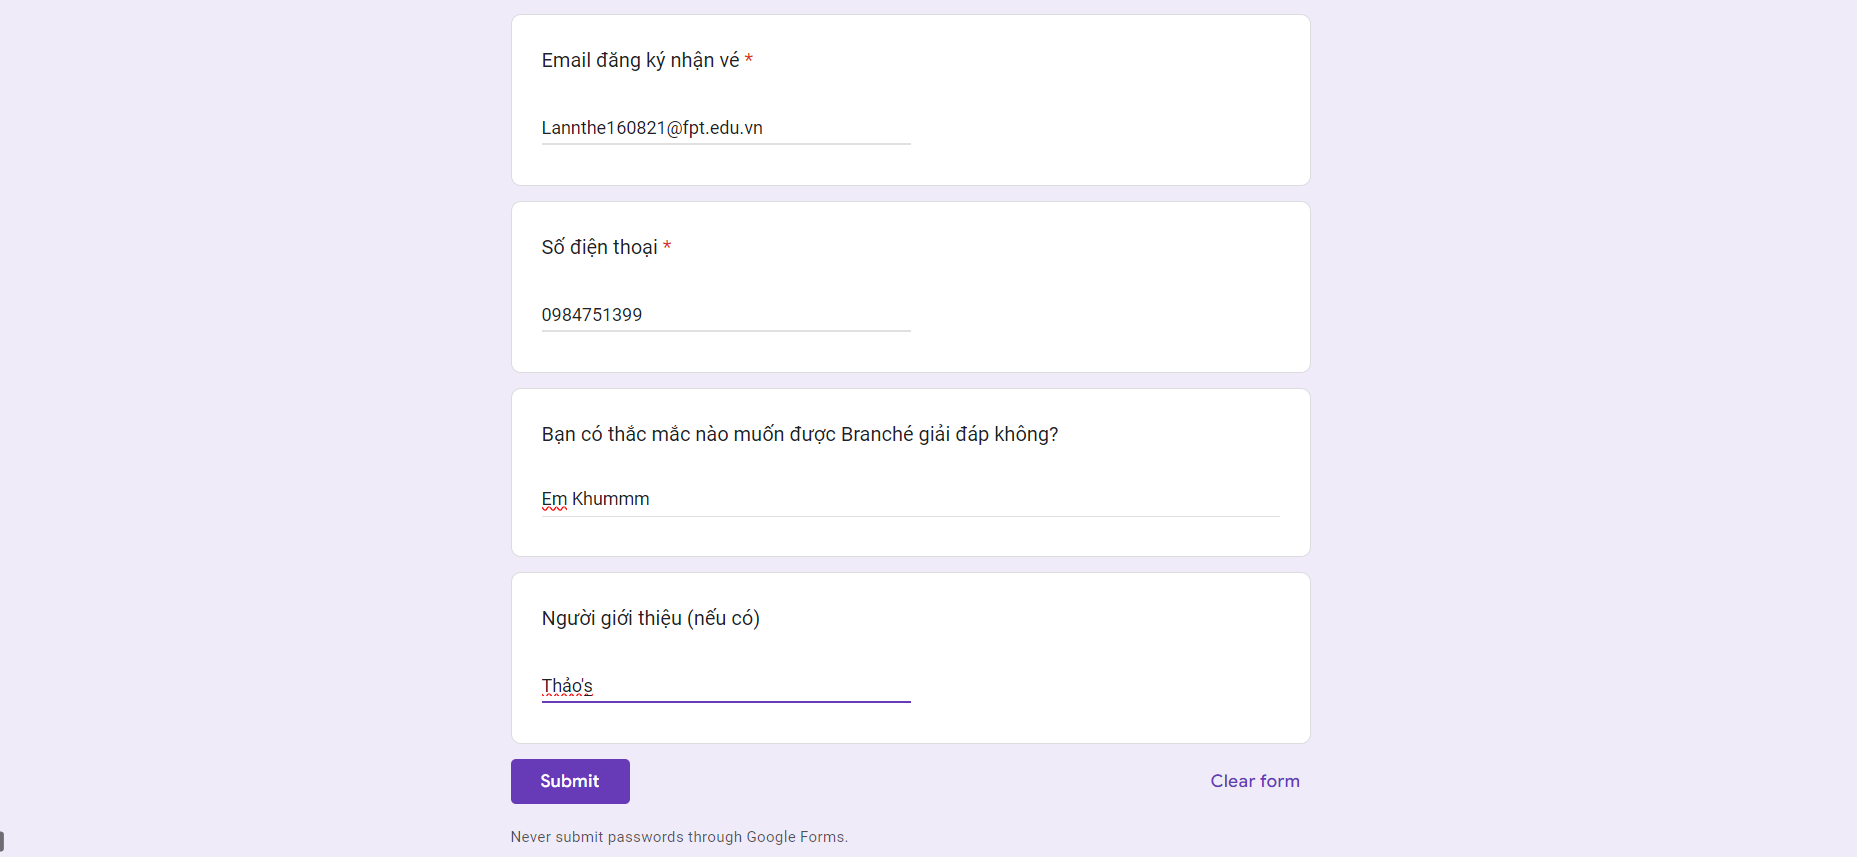 Email đăng ký nhận vé *
Lannthe160821@fpt.edu.vn
Số điện thoại *
0984751399
Bạn có thắc mắc nào muốn được Branché giải đáp không?
Em Khummm
Người giới thiệu (nếu có)
Thảo's
Submit
Clear form
Never submit passwords through Google Forms.